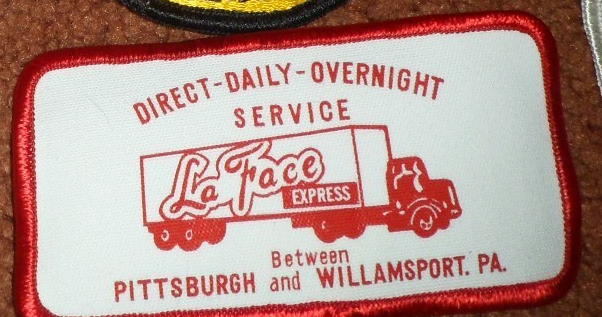 DIRECT-DAILY-OVERNIGHT
SERVICE
La Face
EXPRESS
Between
PITTSBURGH and WILLAMSPORT. PA.